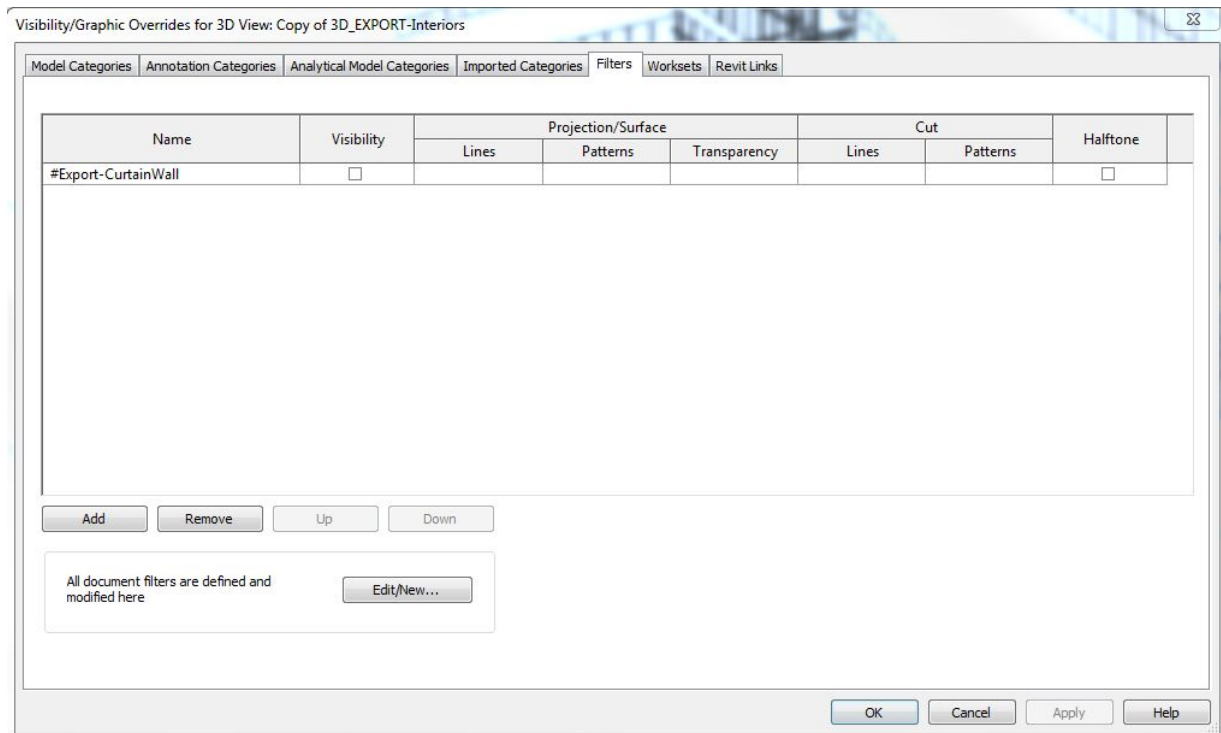 Visibility/Graphic Overrides for 3D View: Copy of 3D_EXPORT-Interiors
Model Categories Annotation Categories Analytical Model Categories Imported Categories Filters Worksets Revit Links
Name Visibility Projection/Surface Cut Halftone
Lines Patterns Transparency Lines Patterns
#Export-CurtainWall
Add Remove Up Down
All document filters are defined and
modified here
Edit/New...
OK Cancel Apply Help